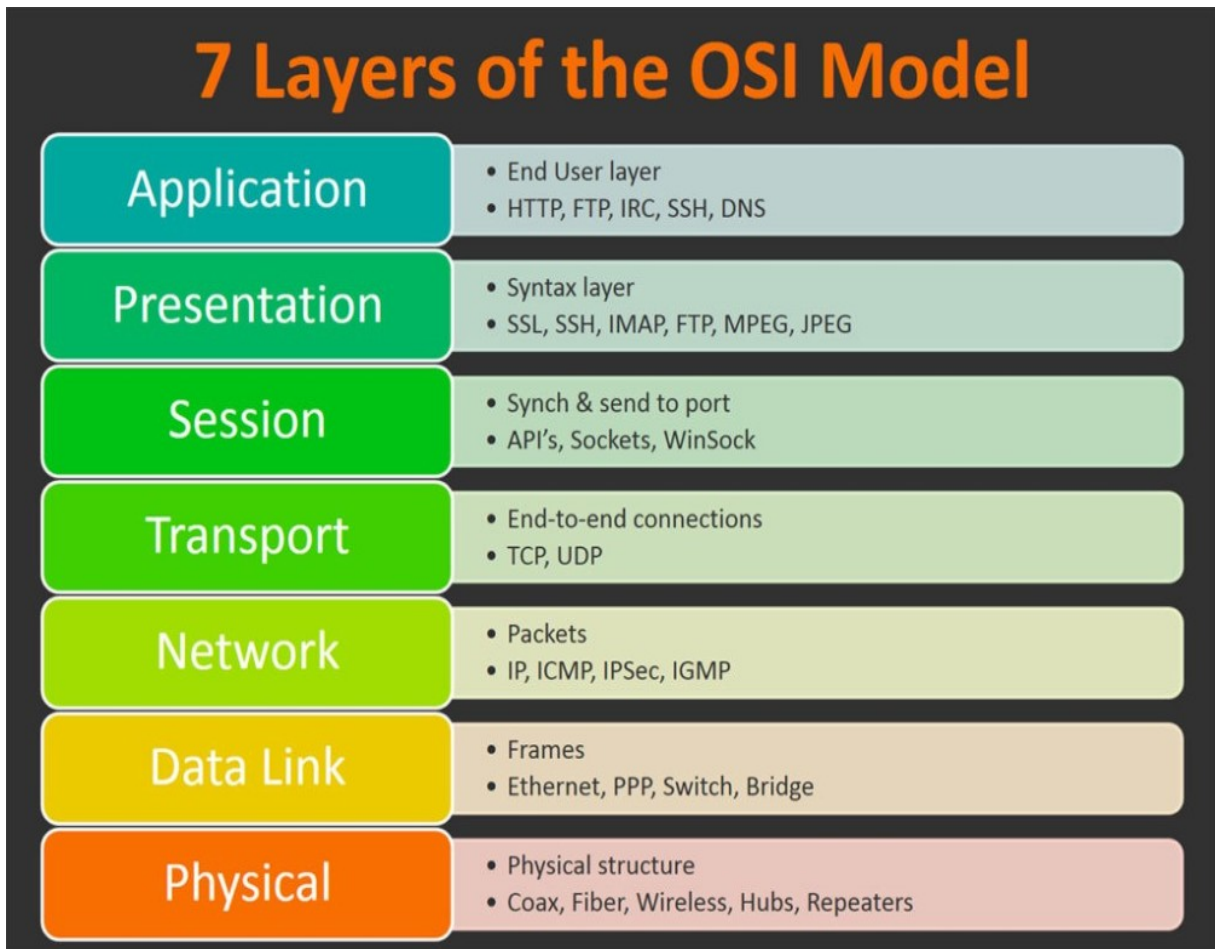 7 Layers of the OSI Model
Application
• End User layer
• HTTP, FTP, IRC, SSH, DNS
Presentation
• Syntax layer
• SSL, SSH, IMAP, FTP, MPEG, JPEG
Session
• Synch & send to port
• API’s, Sockets, WinSock
Transport
• End-to-end connections
• TCP, UDP
Network
• Packets
• IP, ICMP, IPSec, IGMP
Data Link
• Frames
• Ethernet, PPP, Switch, Bridge
Physical
• Physical structure
• Coax, Fiber, Wireless, Hubs, Repeaters